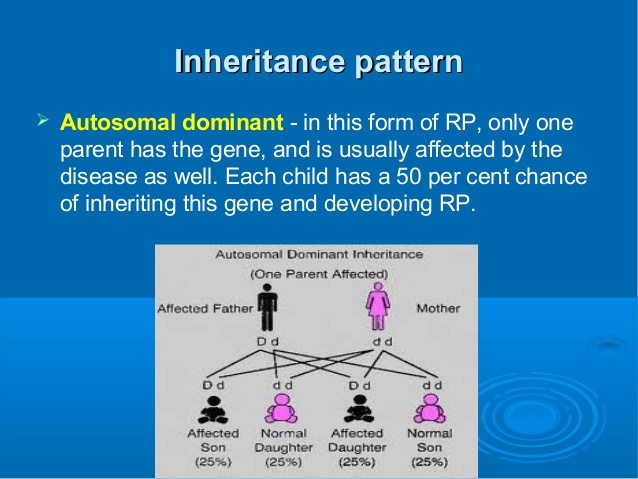 Inheritance pattern
Autosomal dominant - in this form of RP, only one
parent has the gene, and is usually affected by the
disease as well. Each child has a 50 per cent chance
of inheriting this gene and developing RP.
Autosomal Dominant Inheritance
(One Parent Affected)
Affected Father Mother
D d d d
D d d d D d d d
Affected Normal Affected Normal
Son Daughter Daughter Son
(25%) (25%) (25%) (25%)